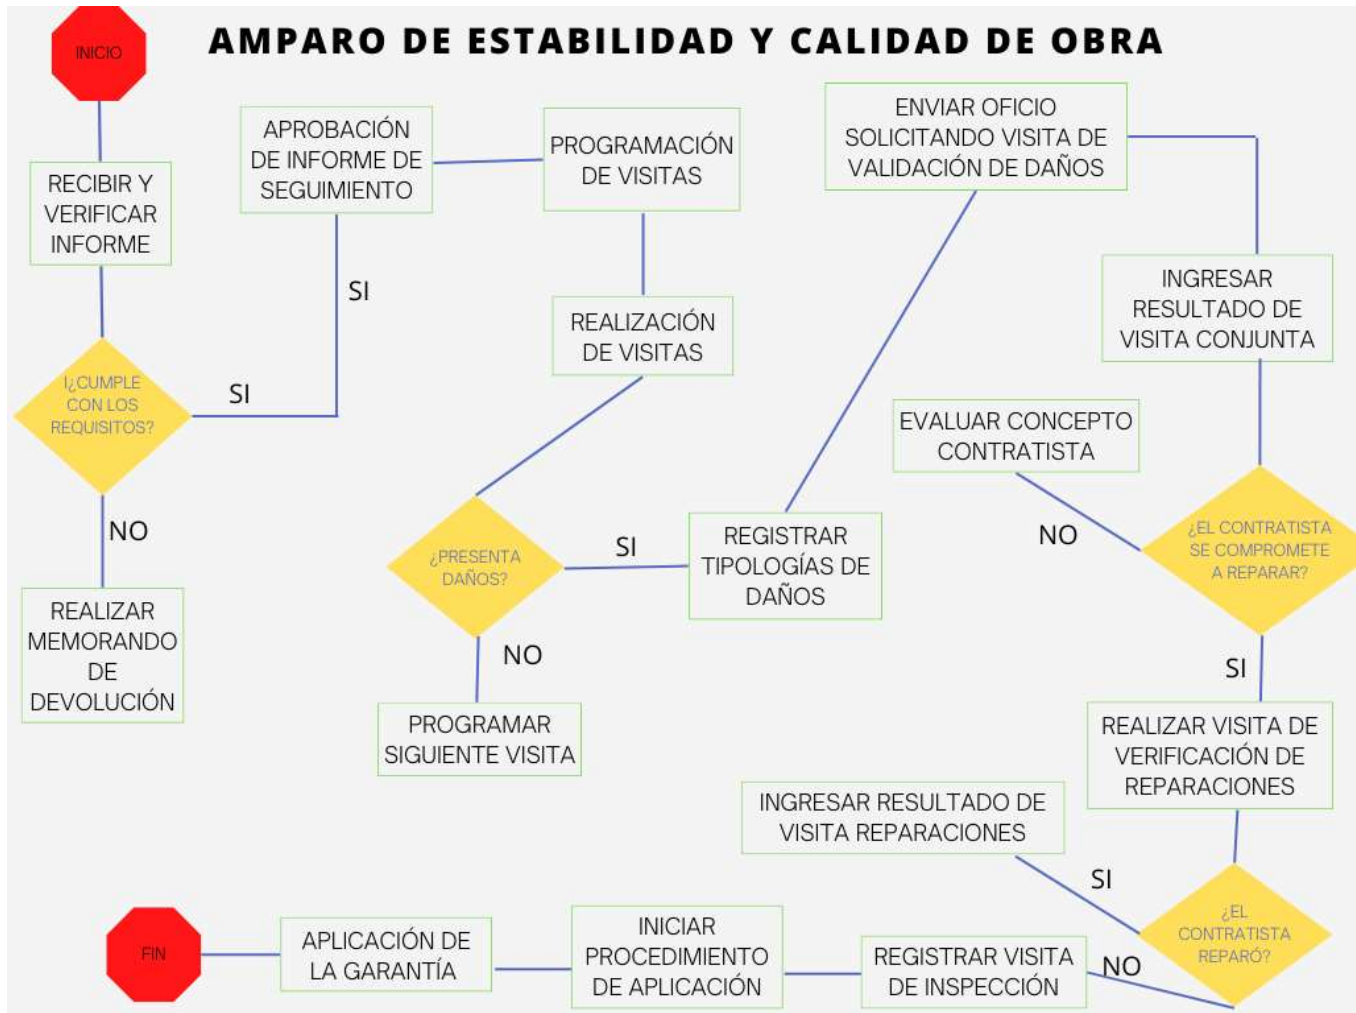 AMPARO DE ESTABILIDAD Y CALIDAD DE OBRA
INICIO
RECIBIR Y
VERIFICAR
INFORME
I¿CUMPLE
CON LOS
REQUISITOS?
SI
SI
NO
REALIZAR
MEMORANDO
DE
DEVOLUCIÓN
APROBACIÓN
DE INFORME DE
SEGUIMIENTO
PROGRAMACIÓN
DE VISITAS
REALIZACIÓN
DE VISITAS
¿PRESENTA
DAÑOS?
NO
PROGRAMAR
SIGUIENTE VISITA
SI
REGISTRAR
TIPOLOGÍAS DE
DAÑOS
ENVIAR OFICIO
SOLICITANDO VISITA DE
VALIDACIÓN DE DAÑOS
INGRESAR
RESULTADO DE
VISITA CONJUNTA
¿EL CONTRATISTA
SE COMPROMETE
A REPARAR?
NO
EVALUAR CONCEPTO
CONTRATISTA
SI
REALIZAR VISITA DE
VERIFICACIÓN DE
REPARACIONES
¿EL
CONTRATISTA
REPARÓ?
SI
INGRESAR RESULTADO DE
VISITA REPARACIONES
NO
REGISTRAR VISITA
DE INSPECCIÓN
INICIAR
PROCEDIMIENTO
DE APLICACIÓN
APLICACIÓN DE
LA GARANTÍA
FIN